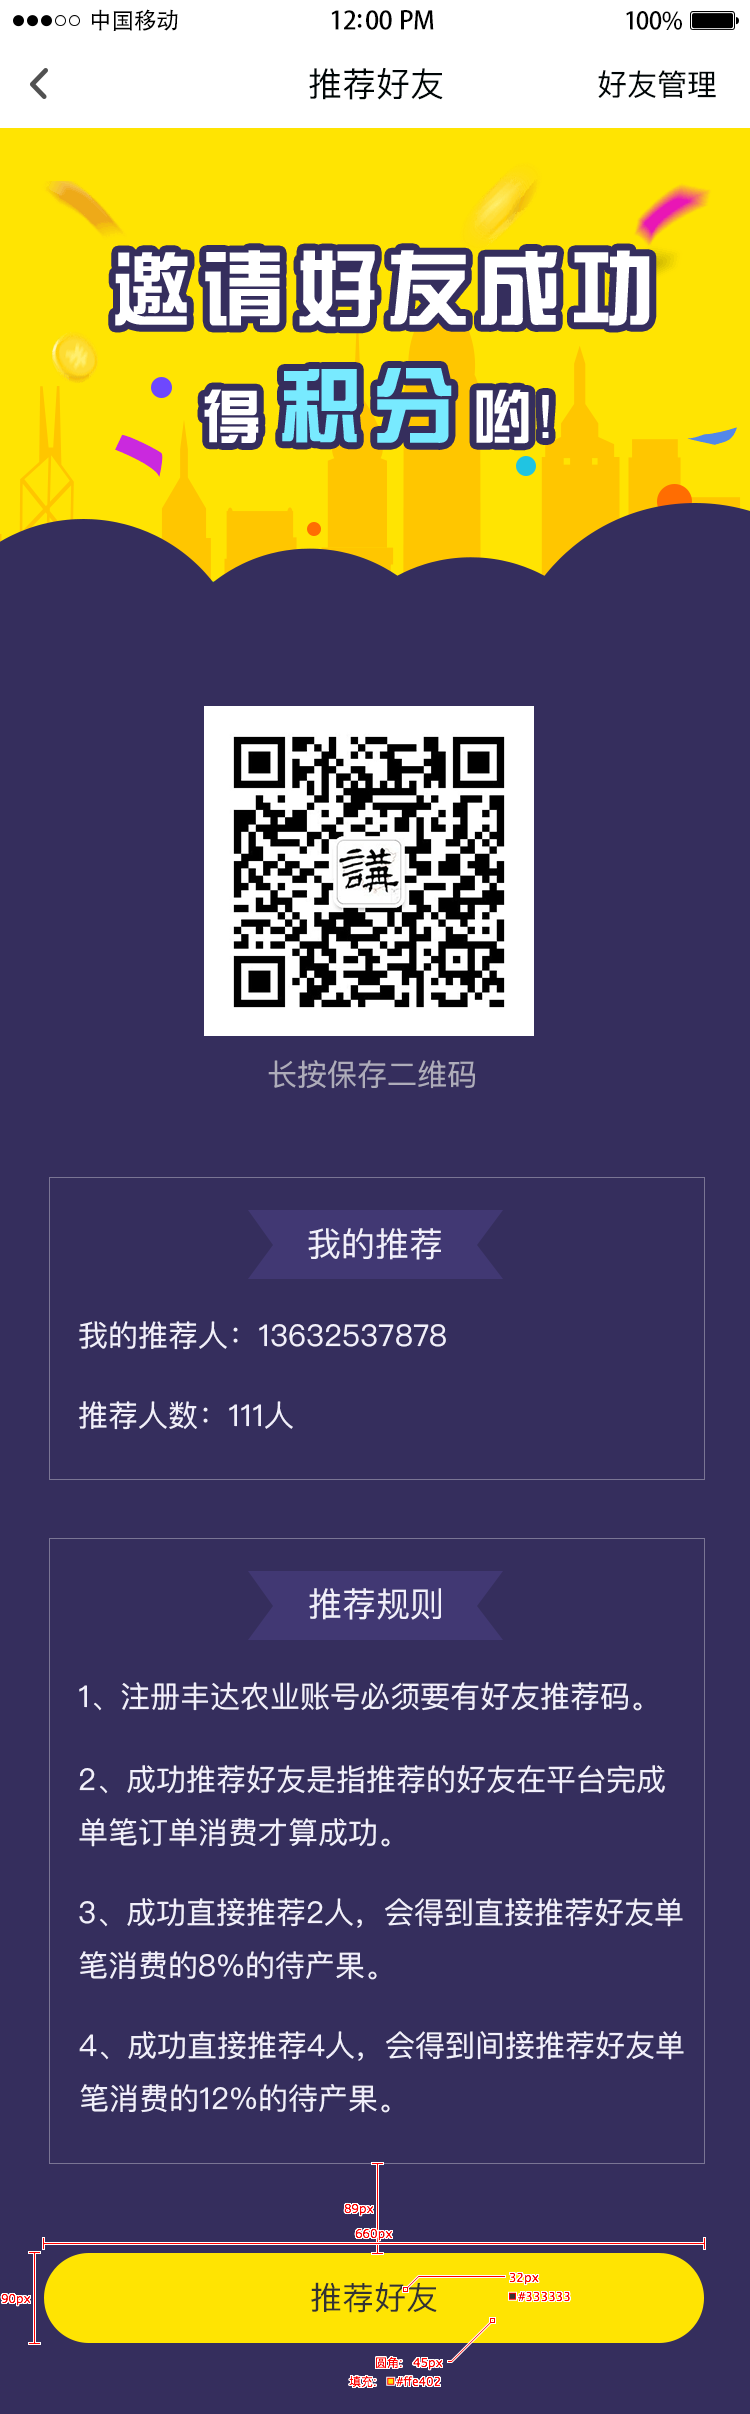 中国移动 12:00 PM 100%
推荐好友 好友管理
邀请好友成功
得积分哟!
講
长按保存二维码
我的推荐
我的推荐人：13632537878
推荐人数：111人
推荐规则
1、注册丰达农业账号必须要有好友推荐码。
2、成功推荐好友是指推荐的好友在平台完成
单笔订单消费才算成功。
3、成功直接推荐2人，会得到直接推荐好友单
笔消费的8%的待产果。
4、成功直接推荐4人，会得到间接推荐好友单
笔消费的12%的待产果。
89px
660px
90px
推荐好友
32px
#333333
圆角： 45px
填充： #ffe402